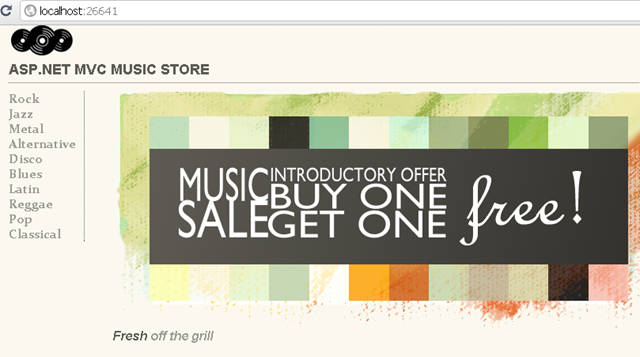 localhost:26641
ASP.NET MVC MUSIC STORE
Rock
Jazz
Metal
Alternative
Disco
Blues
Latin
Reggae
Pop
Classical
MUSIC SALE
INTRODUCTORY OFFER
BUY ONE
GET ONE
free!
Fresh off the grill